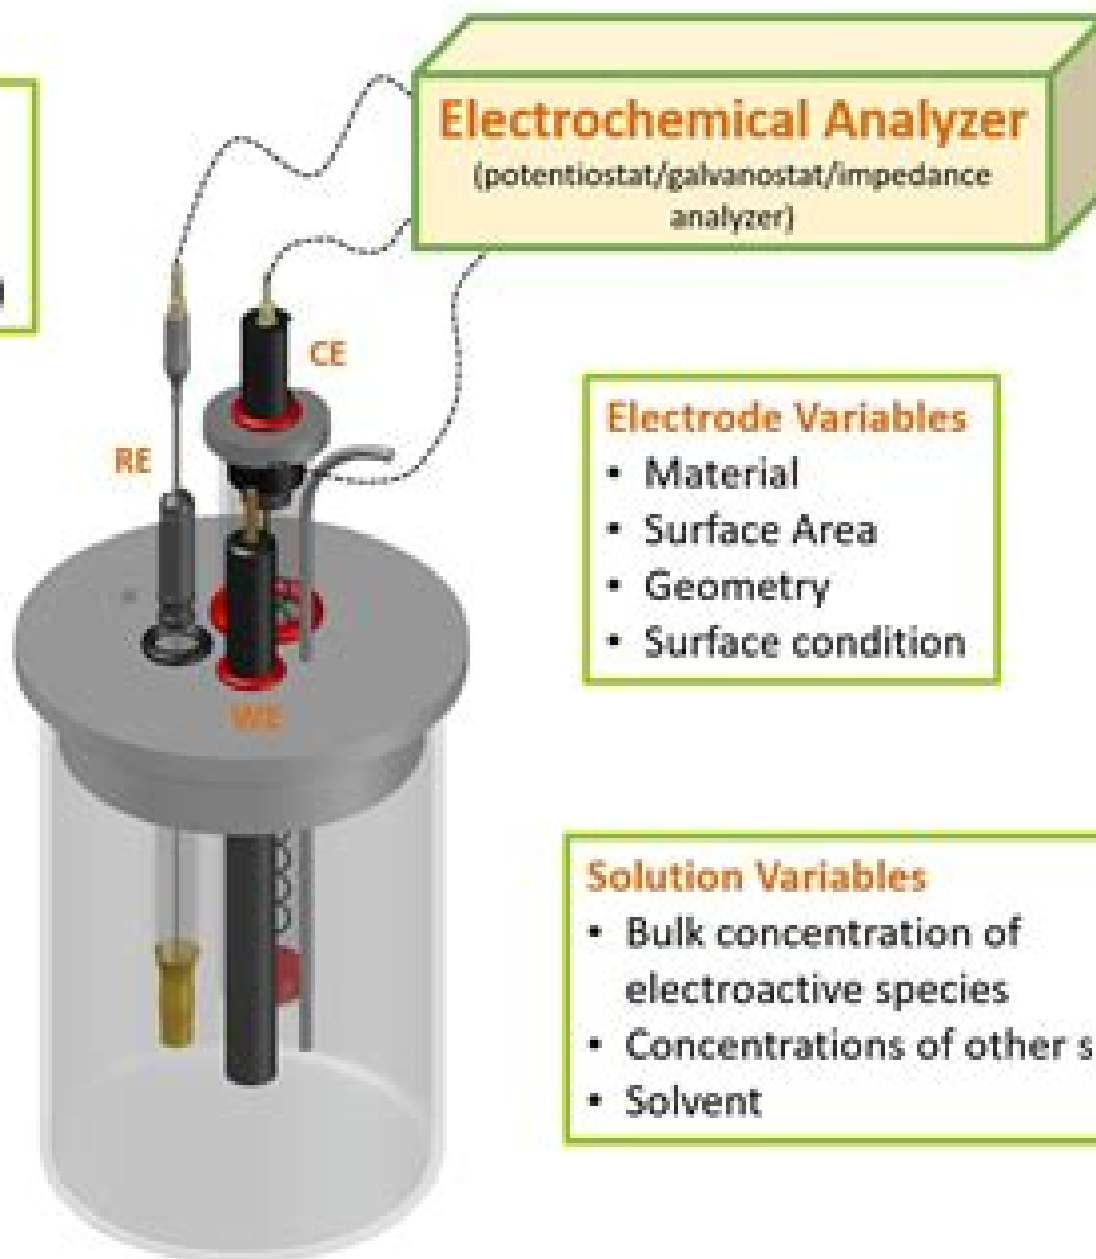 Electrochemical Analyzer
(potentiostat/galvanostat/impedance
analyzer)
CE
RE
Electrode Variables
• Material
• Surface Area
• Geometry
• Surface condition
WE
Solution Variables
• Bulk concentration of
electroactive species
• Concentrations of other s
• Solvent